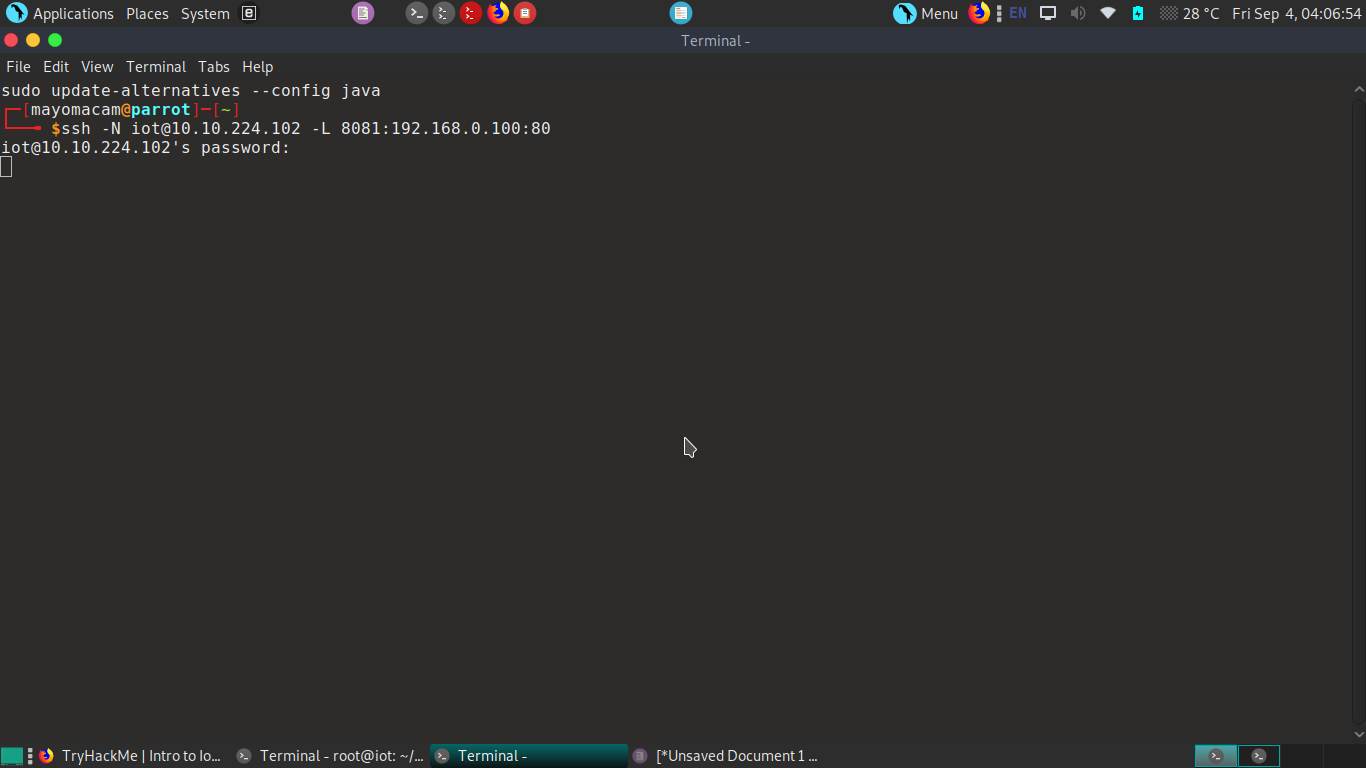 Applications Places System e Menu EN 28 °C Fri Sep 4, 04:06:54
Terminal -
File Edit View Terminal Tabs Help
sudo update-alternatives --config java
┌─[mayomacam@parrot]─[~]
└──╼ $ssh -N iot@10.10.224.102 -L 8081:192.168.0.100:80
iot@10.10.224.102's password:
TryHackMe | Intro to Io... Terminal - root@iot: ~/... Terminal - [*Unsaved Document 1 ...